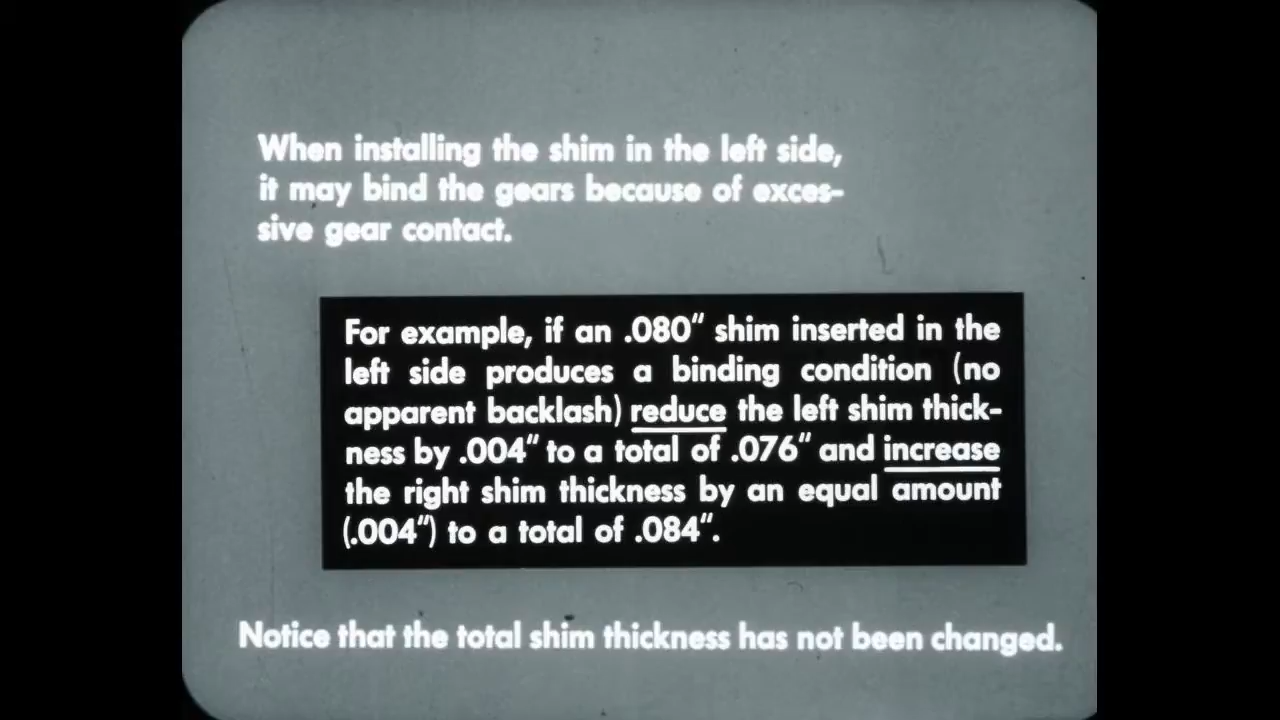 When installing the shim in the left side,
it may bind the gears because of exces-
sive gear contact.
For example, if an .080" shim inserted in the
left side produces a binding condition (no
apparent backlash) reduce the left shim thick-
ness by .004" to a total of .076" and increase
the right shim thickness by an equal amount
(.004") to a total of .084".
Notice that the total shim thickness has not been changed.